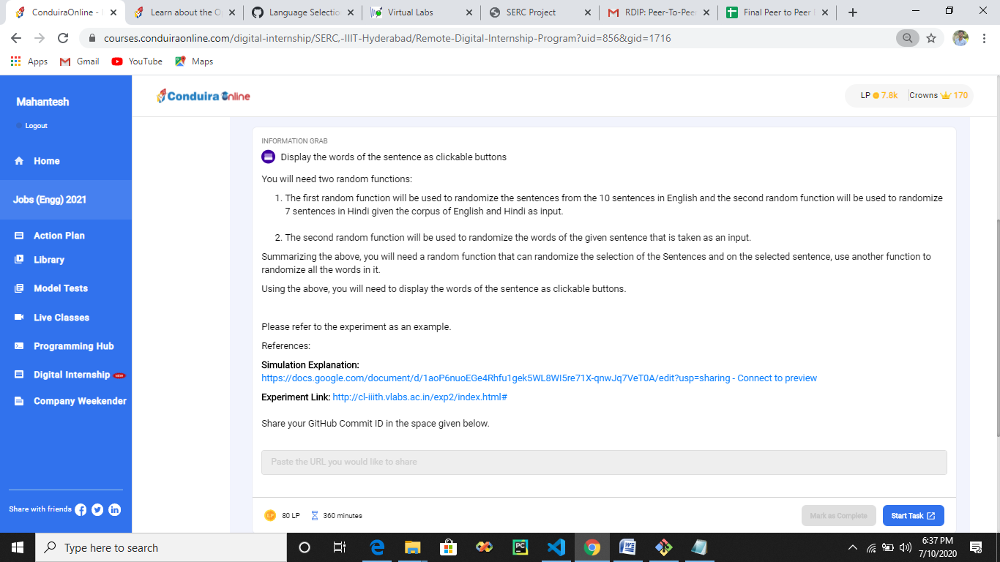 ConduiraOnline -
Learn about the O
Language Selectio
Virtual Labs
SERC Project
RDIP: Peer-To-Pee
Final Peer to Peer
courses.conduiraonline.com/digital-internship/SERC,-IIIT-Hyderabad/Remote-Digital-Internship-Program?uid=856&gid=1716
Apps
Gmail
YouTube
Maps
Mahantesh
Logout
Home
Jobs (Engg) 2021
Action Plan
Library
Model Tests
Live Classes
Programming Hub
Digital Internship NEW
Company Weekender
Share with friends
Conduira Online
LP 7.8k Crowns 170
INFORMATION GRAB
Display the words of the sentence as clickable buttons
You will need two random functions:
1. The first random function will be used to randomize the sentences from the 10 sentences in English and the second random function will be used to randomize
7 sentences in Hindi given the corpus of English and Hindi as input.
2. The second random function will be used to randomize the words of the given sentence that is taken as an input.
Summarizing the above, you will need a random function that can randomize the selection of the Sentences and on the selected sentence, use another function to
randomize all the words in it.
Using the above, you will need to display the words of the sentence as clickable buttons.
Please refer to the experiment as an example.
References:
Simulation Explanation:
https://docs.google.com/document/d/1aoP6nuoEGe4Rhfu1gek5WL8WI5re71X-qnwJq7VeT0A/edit?usp=sharing - Connect to preview
Experiment Link: http://cl-iiith.vlabs.ac.in/exp2/index.html#
Share your GitHub Commit ID in the space given below.
Paste the URL you would like to share
LP 80 LP 360 minutes
Mark as Complete
Start Task
Type here to search
6:37 PM
7/10/2020